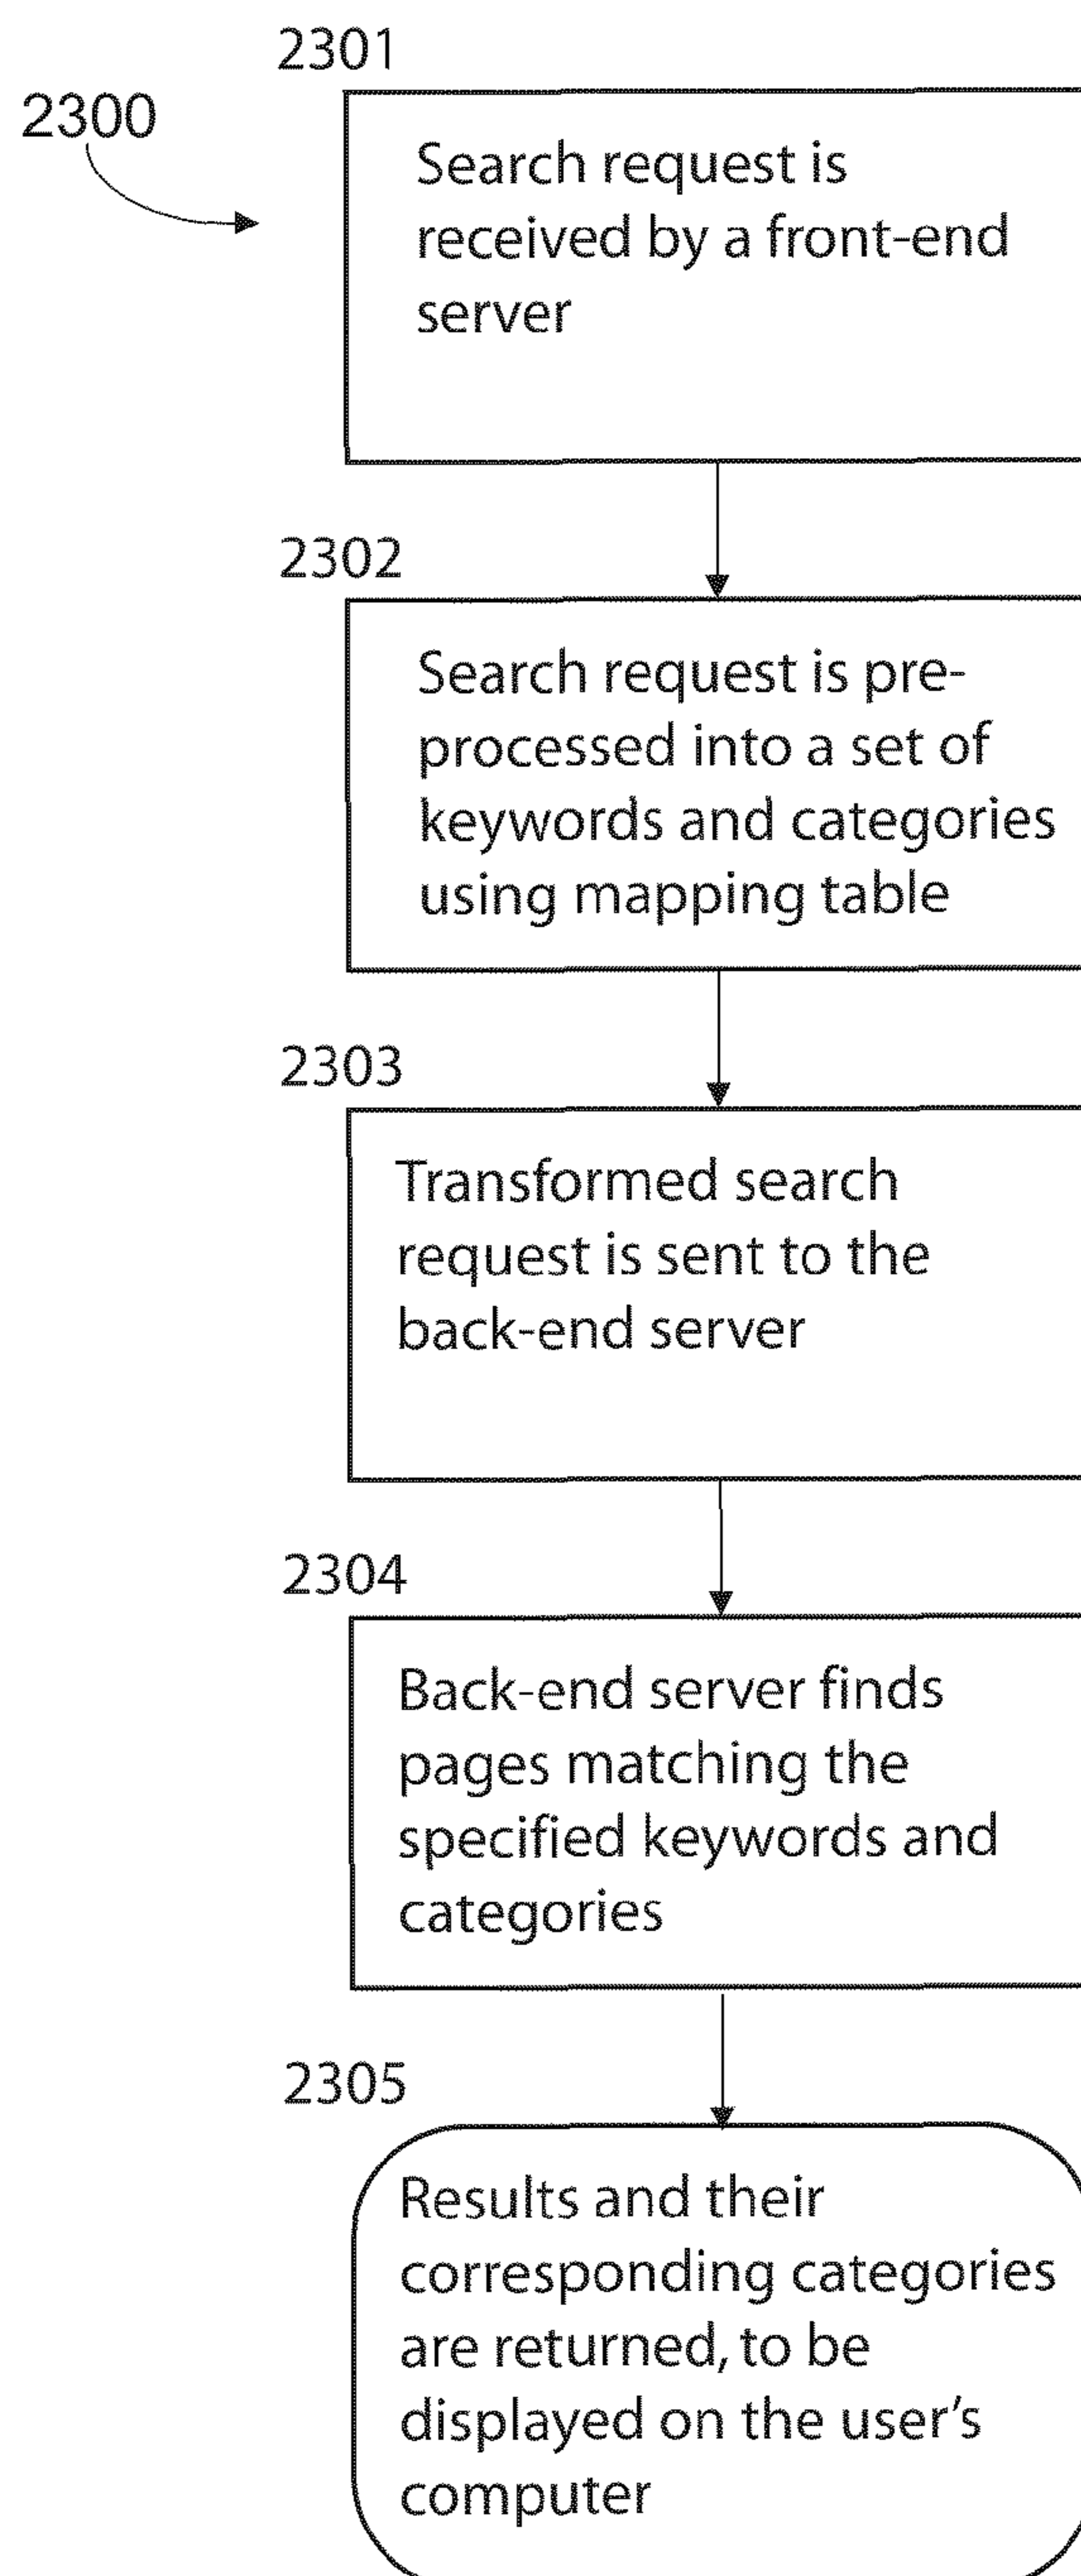 2301
2300
Search request is
received by a front-end
server
2302
Search request is pre-
processed into a set of
keywords and categories
using mapping table
2303
Transformed search
request is sent to the
back-end server
2304
Back-end server finds
pages matching the
specified keywords and
categories
2305
Results and their
corresponding categories
are returned, to be
displayed on the user’s
computer